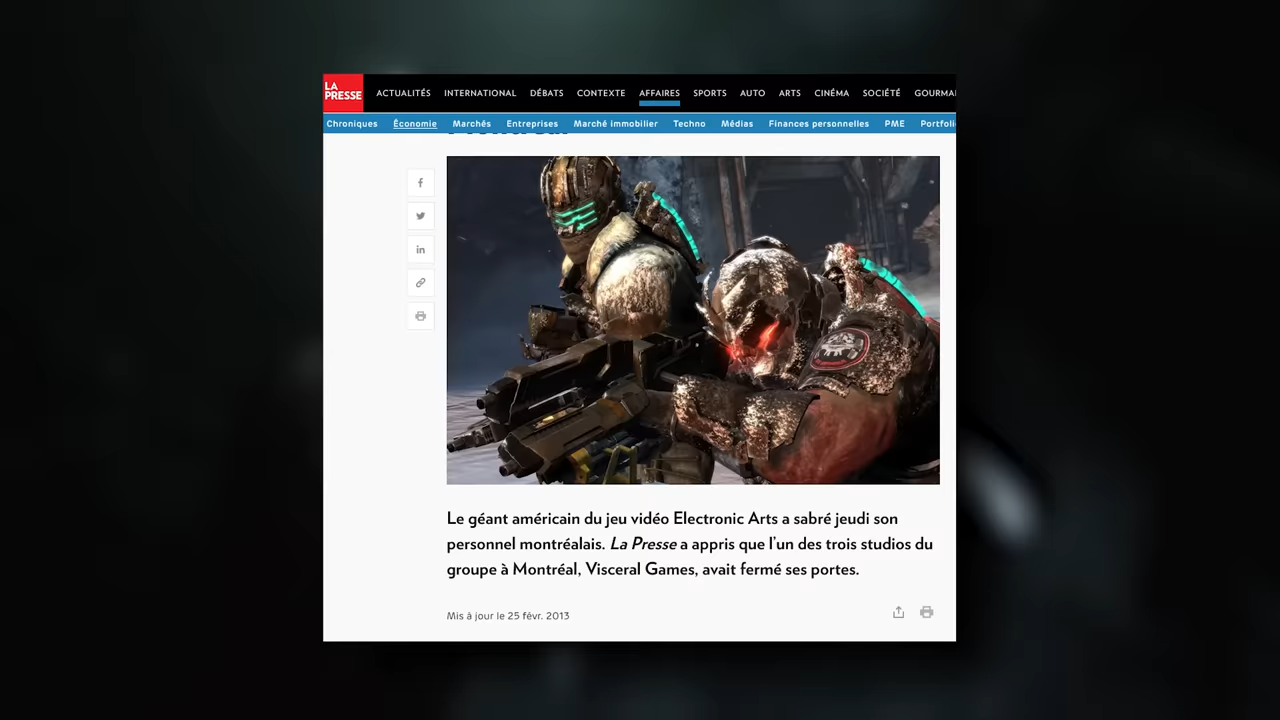 LA
PRESSE
ACTUALITÉS INTERNATIONAL DÉBATS CONTEXTE AFFAIRES SPORTS AUTO ARTS CINÉMA SOCIÉTÉ
Chroniques Économie Marchés Entreprises Marché immobilier Techno Médias Finances personnelles PME
Le géant américain du jeu vidéo Electronic Arts a sabré jeudi son
personnel montréalais. La Presse a appris que l'un des trois studios du
groupe à Montréal, Visceral Games, avait fermé ses portes.
Mis à jour le 25 févr. 2013